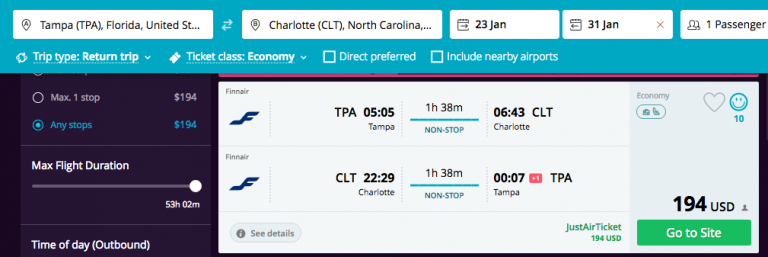 Tampa (TPA), Florida, United St...
Charlotte (CLT), North Carolina,...
23 Jan
31 Jan
1 Passenger
Trip type: Return trip
Ticket class: Economy
Direct preferred
Include nearby airports
Max. 1 stop $194
Any stops $194
Max Flight Duration
53h 02m
Time of day (Outbound)
Finnair
TPA 05:05 1h 38m 06:43 CLT
Tampa NON-STOP Charlotte
Finnair
CLT 22:29 1h 38m 00:07 +1 TPA
Charlotte NON-STOP Tampa
See details
JustAirTicket
194 USD
Economy
10
194 USD
Go to Site